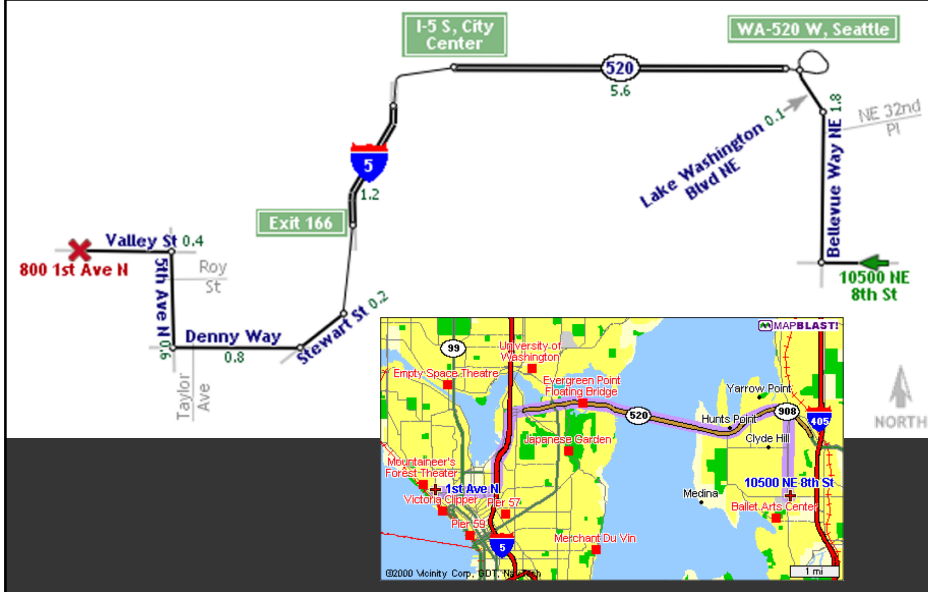 I-5 S, City
Center
WA-520 W, Seattle
520
5.6
Lake Washington
Blvd NE
0.1
1.8
NE 32nd
Pl
Bellevue Way NE
5
1.2
Exit 166
Valley St 0.4
800 1st Ave N
5th Ave N
Roy
St
10500 NE
8th St
Stewart St 0.2
Denny Way
0.6
0.8
Taylor
Ave
NORTH
MAPBLAST!
99
University of
Washington
Empty Space Theatre
Evergreen Point
Floating Bridge
Yarrow Point
520
Hunts Point
908
405
Japanese Garden
Clyde Hill
Mountaineer's
Forest Theater
1st Ave N
10500 NE 8th St
Medina
Victoria Clipper
Pier 57
Ballet Arts Center
Pier 59
5
Merchant Du Vin
©2000 Vicinity Corp, GDT, NavTech
1 mi